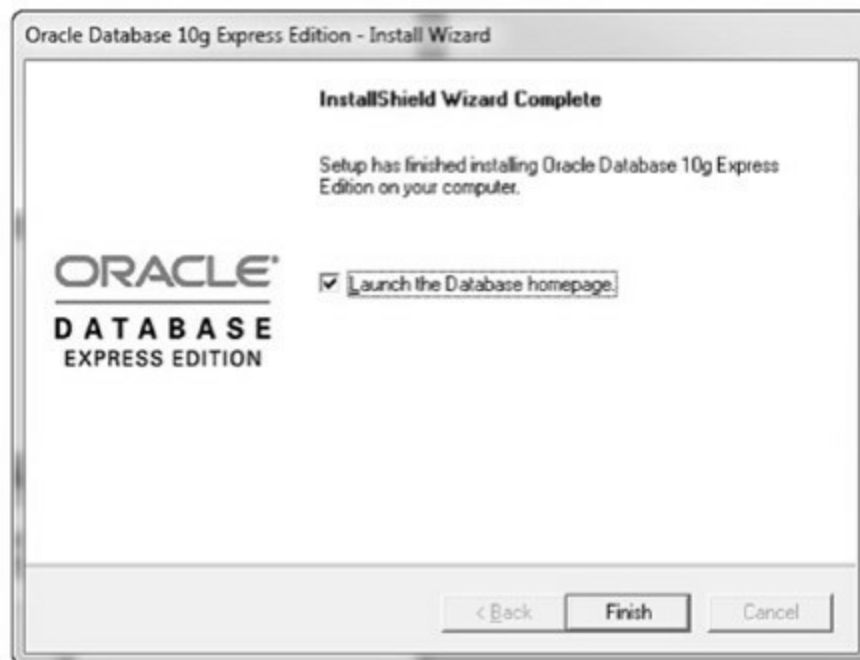 Oracle Database 10g Express Edition - Install Wizard
InstallShield Wizard Complete
Setup has finished installing Oracle Database 10g Express
Edition on your computer.
ORACLE
Launch the Database homepage.
DATABASE
EXPRESS EDITION
< Back
Finish
Cancel